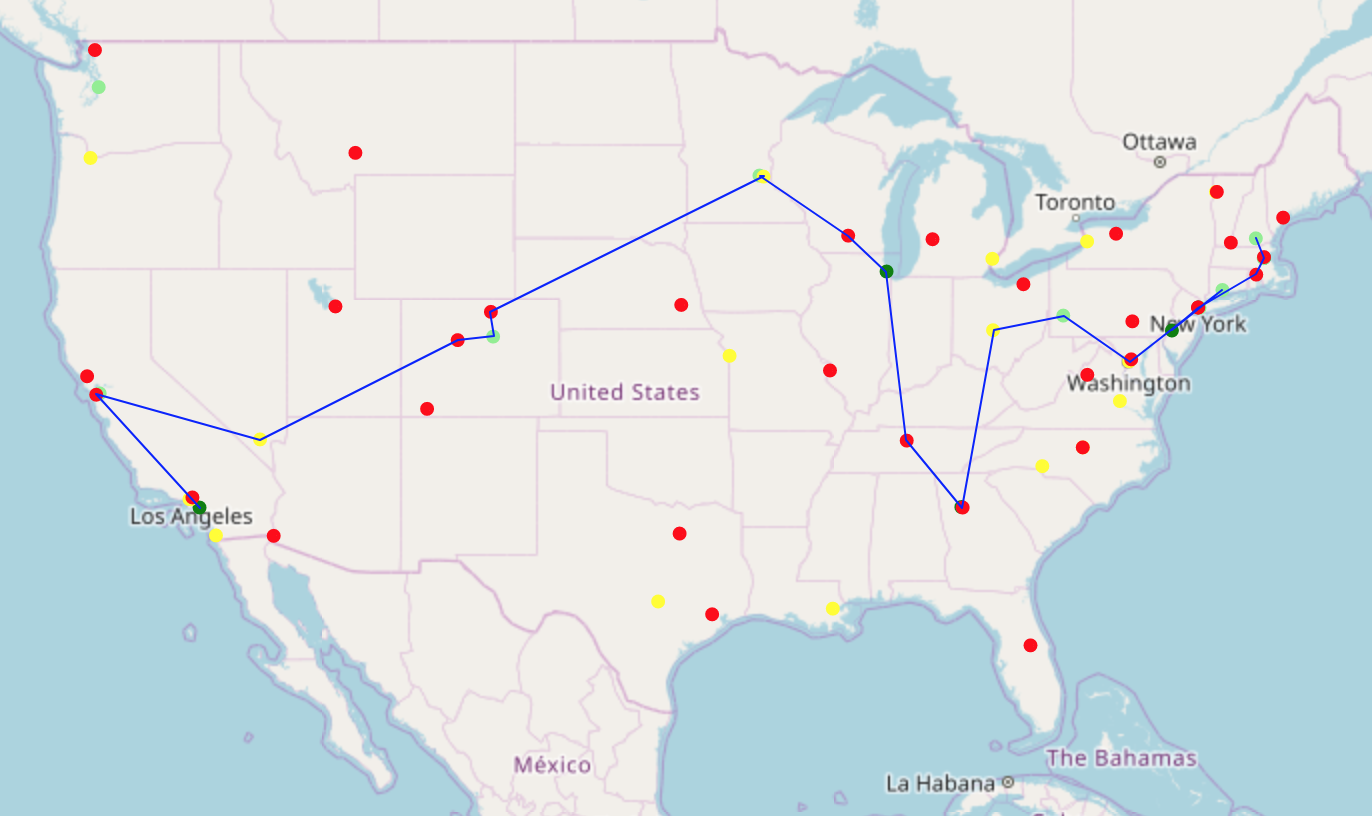 Ottawa
Toronto
New York
Washington
United States
Los Angeles
México
The Bahamas
La Habana